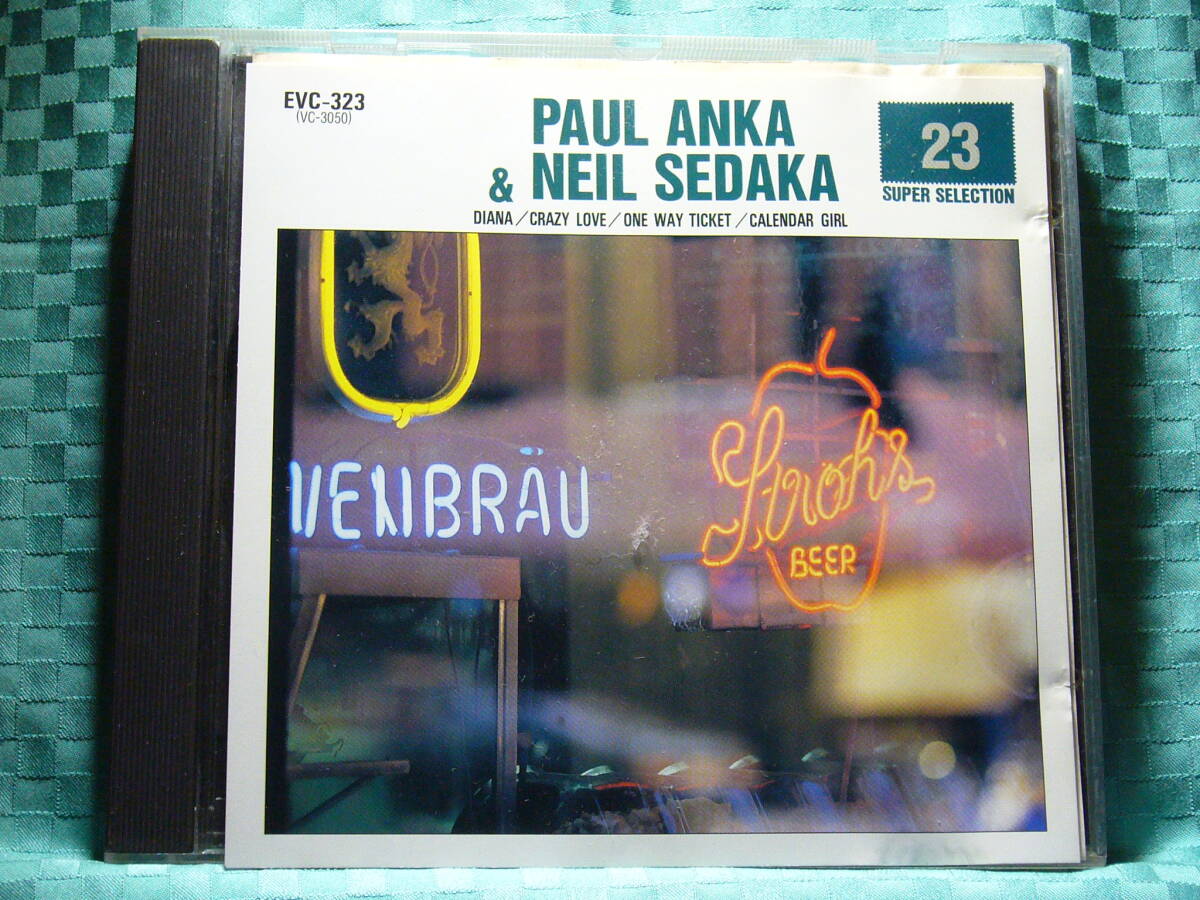 EVC-323
(VC-3050)
PAUL ANKA
& NEIL SEDAKA
DIANA/CRAZY LOVE/ONE WAY TICKET/CALENDAR GIRL
23
SUPER SELECTION
VENBRÄU
Stroh's
BEER